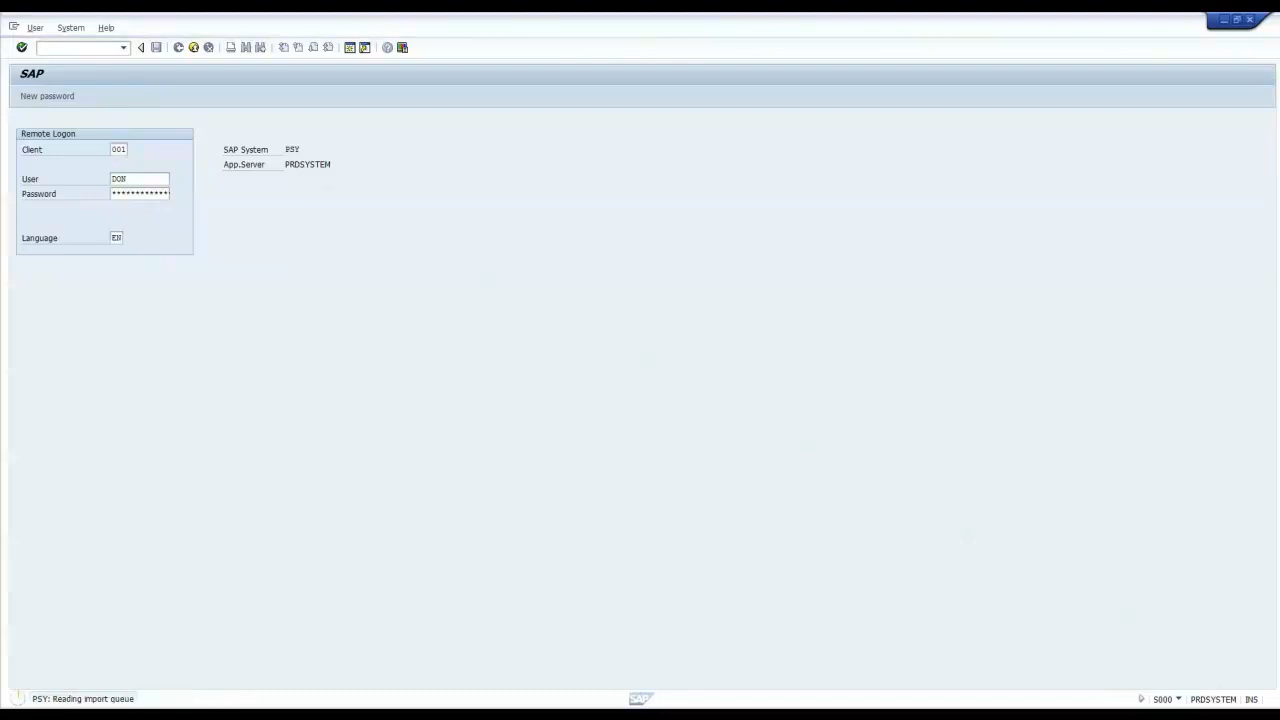 User System Help
SAP
New password
Remote Logon
Client 001
SAP System PSY
App.Server PRDSYSTEM
User DON
Password *************
Language EN
PSY: Reading import queue
SAP
S000 PRDSYSTEM INS